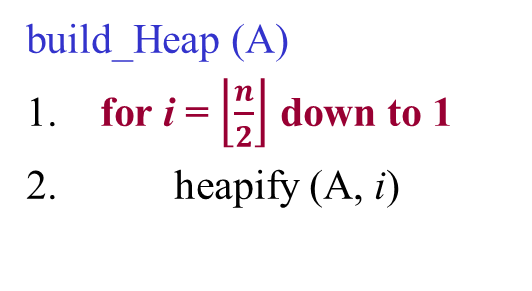 build_Heap (A)
1. for i = ⌊n/2⌋ down to 1
2. heapify (A, i)